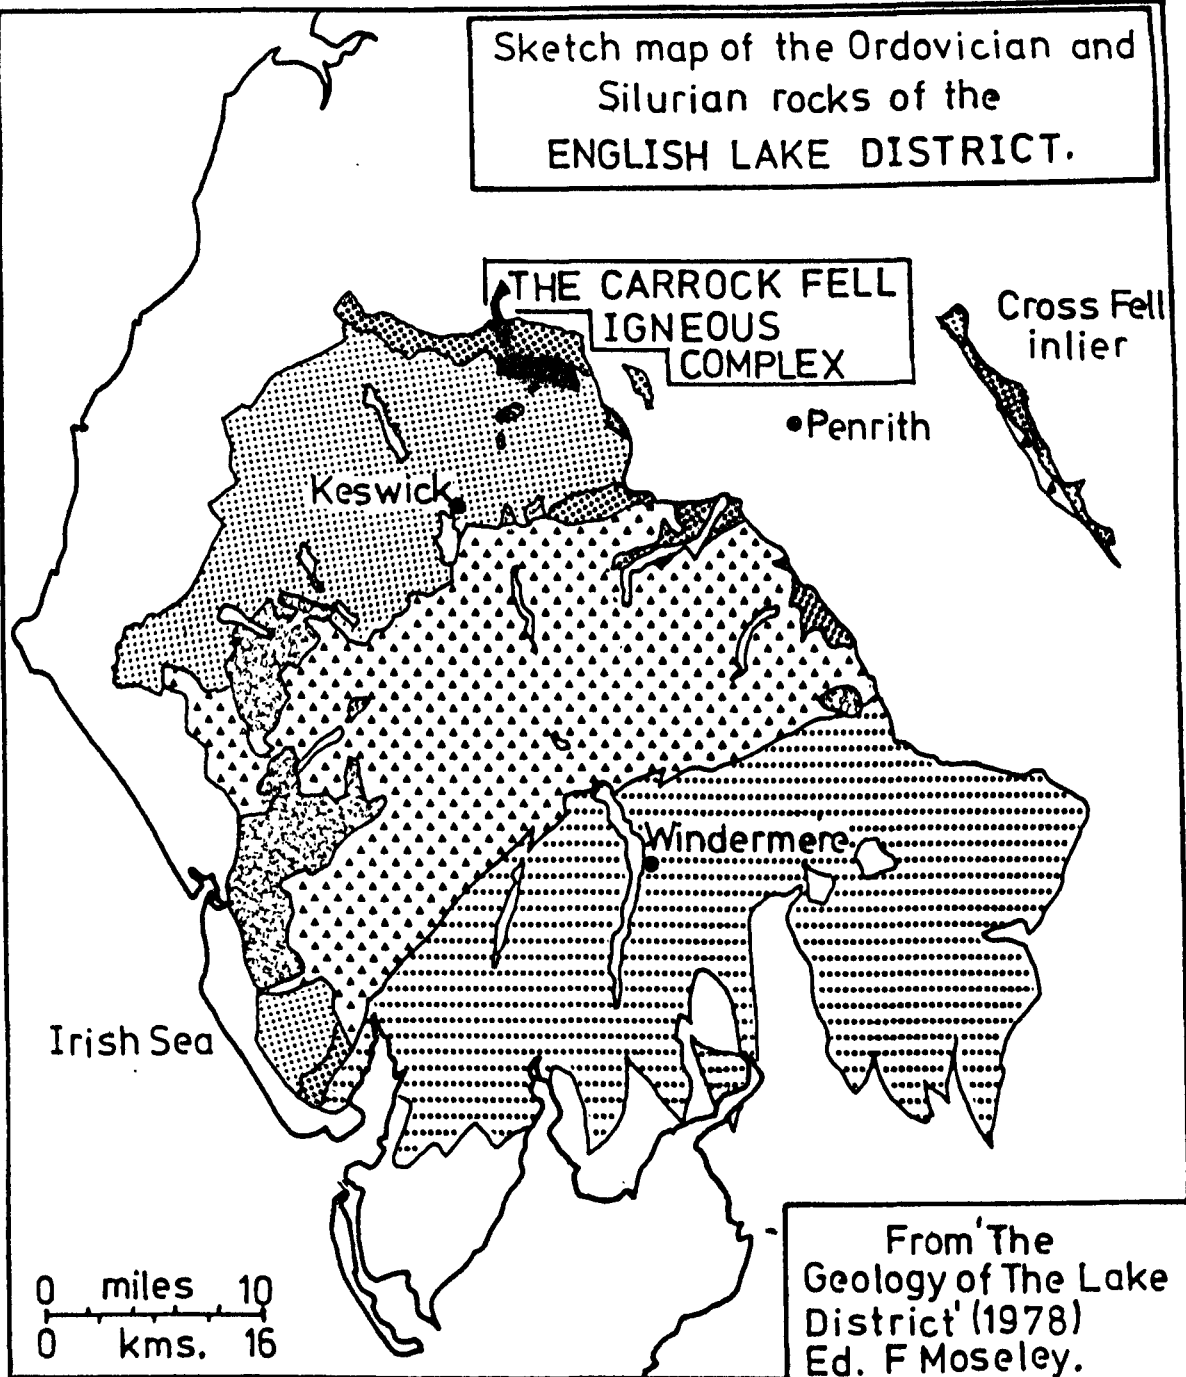 Sketch map of the Ordovician and
Silurian rocks of the
ENGLISH LAKE DISTRICT.
THE CARROCK FELL
IGNEOUS
COMPLEX
Cross Fell
inlier
Penrith
Keswick
Windermere
Irish Sea
0 miles 10
0 kms. 16
From 'The
Geology of The Lake
District' (1978)
Ed. F Moseley.